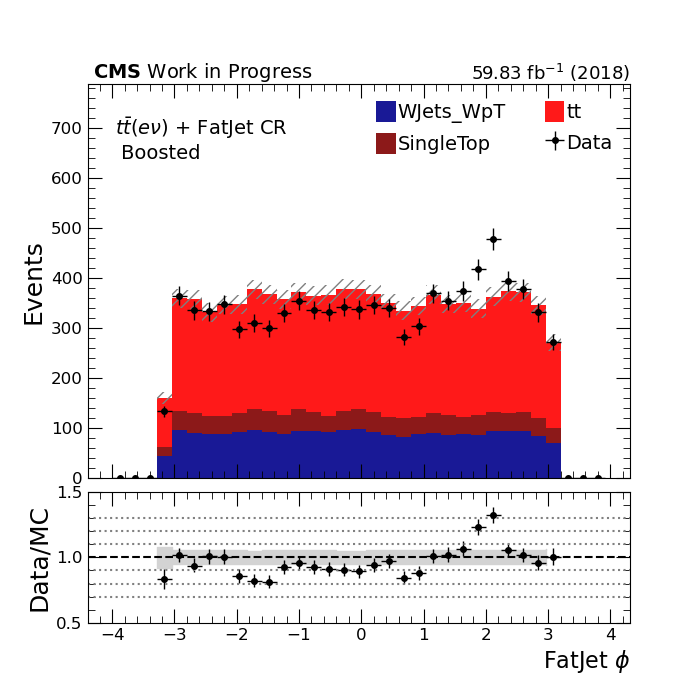 CMS Work in Progress 59.83 fb⁻¹ (2018)
tt̄(eν) + FatJet CR
Boosted
WJets_WpT tt
SingleTop Data
Events
700
600
500
400
300
200
100
0
Data/MC
1.5
1.0
0.5
−4 −3 −2 −1 0 1 2 3 4
FatJet ϕ